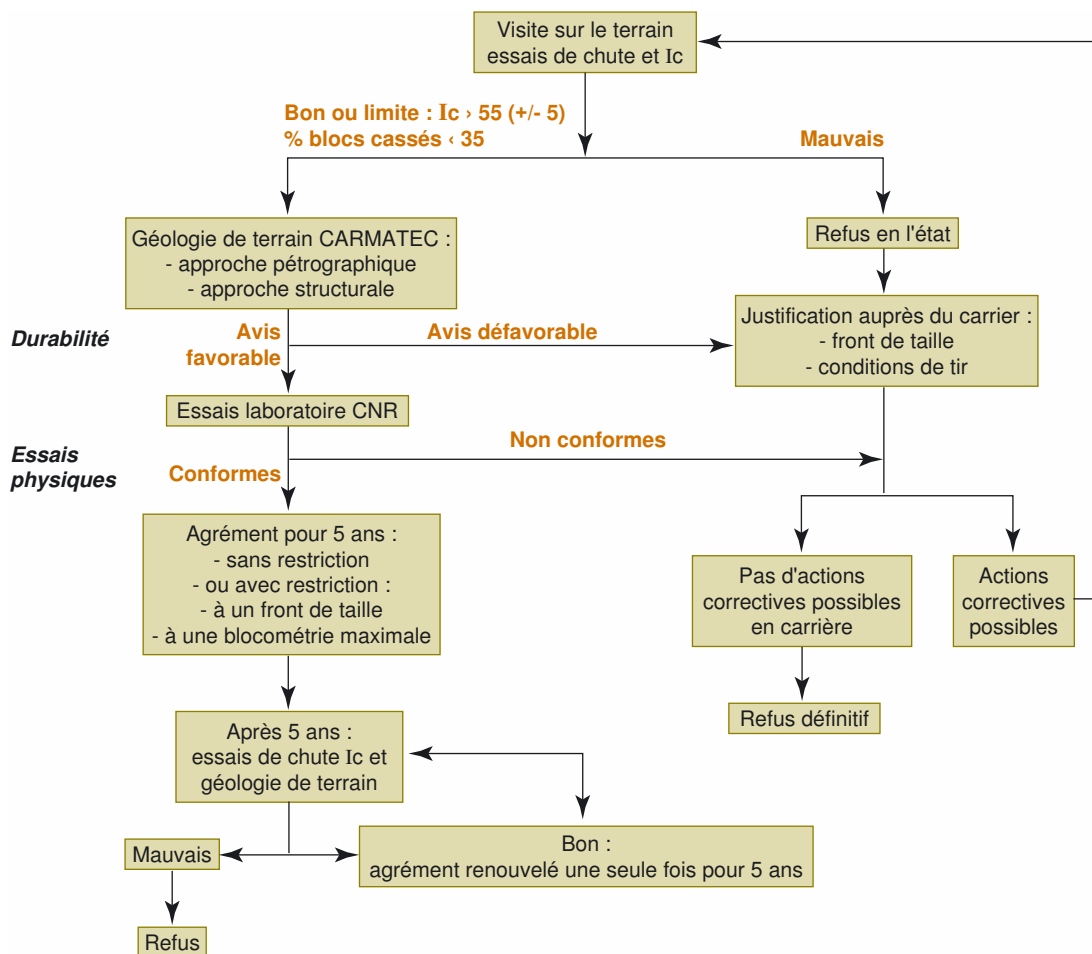 Visite sur le terrain
essais de chute et Ic
Bon ou limite : Ic › 55 (+/- 5)
% blocs cassés ‹ 35
Mauvais
Géologie de terrain CARMATEC :
- approche pétrographique
- approche structurale
Refus en l'état
Durabilité
Avis
favorable
Avis défavorable
Justification auprès du carrier :
- front de taille
- conditions de tir
Essais laboratoire CNR
Essais
physiques
Conformes
Non conformes
Agrément pour 5 ans :
- sans restriction
- ou avec restriction :
- à un front de taille
- à une blocométrie maximale
Pas d'actions
correctives possibles
en carrière
Actions
correctives
possibles
Refus définitif
Après 5 ans :
essais de chute Ic et
géologie de terrain
Mauvais
Bon :
agrément renouvelé une seule fois pour 5 ans
Refus